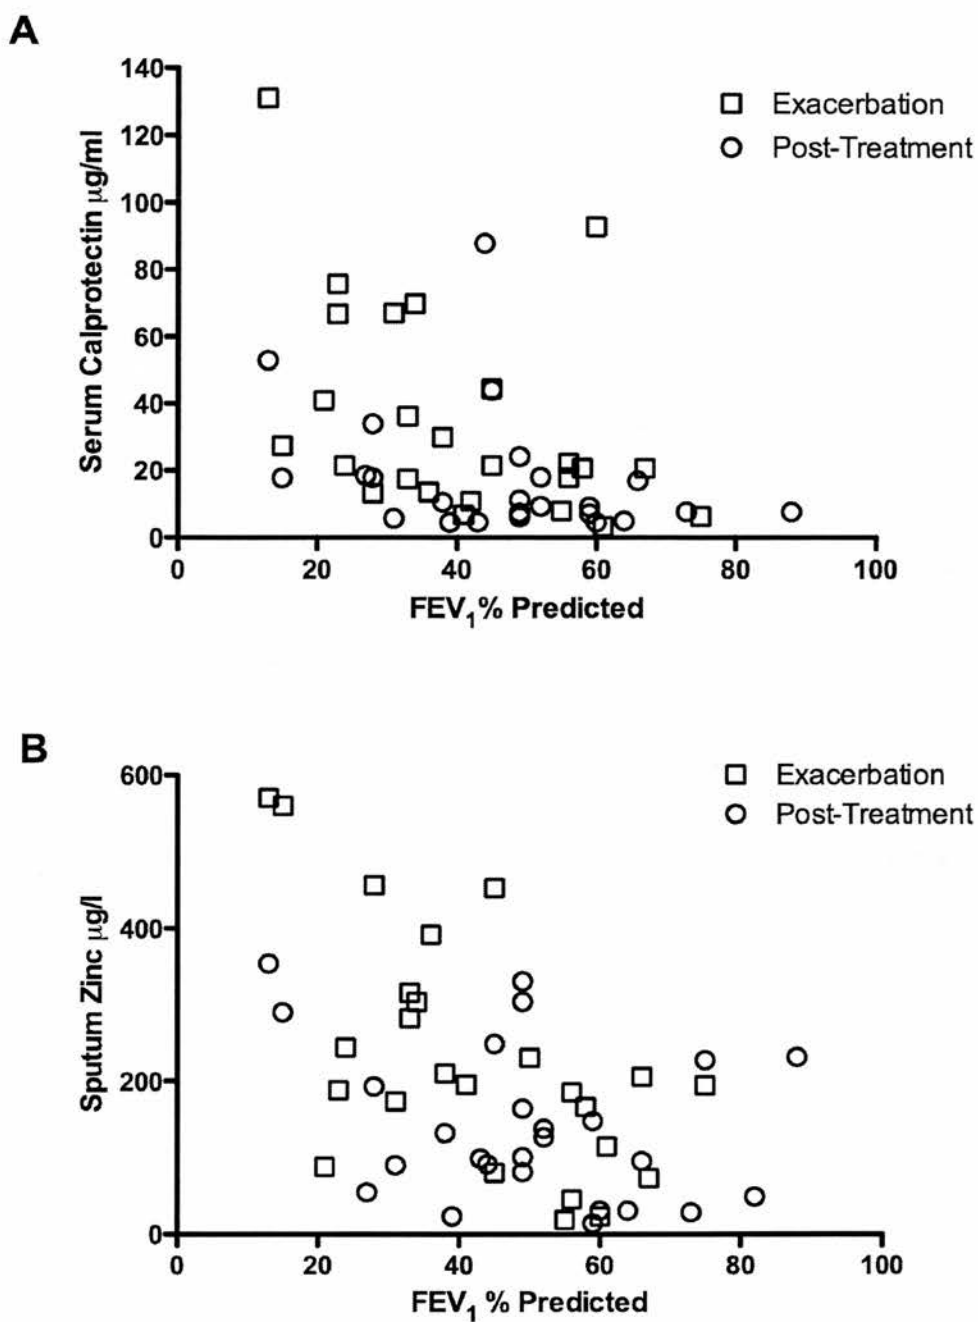 A
140
120
100
80
60
40
20
0
Serum Calprotectin μg/ml
Exacerbation
Post-Treatment
0 20 40 60 80 100
FEV₁% Predicted
B
600
400
200
0
Sputum Zinc μg/l
Exacerbation
Post-Treatment
0 20 40 60 80 100
FEV₁ % Predicted